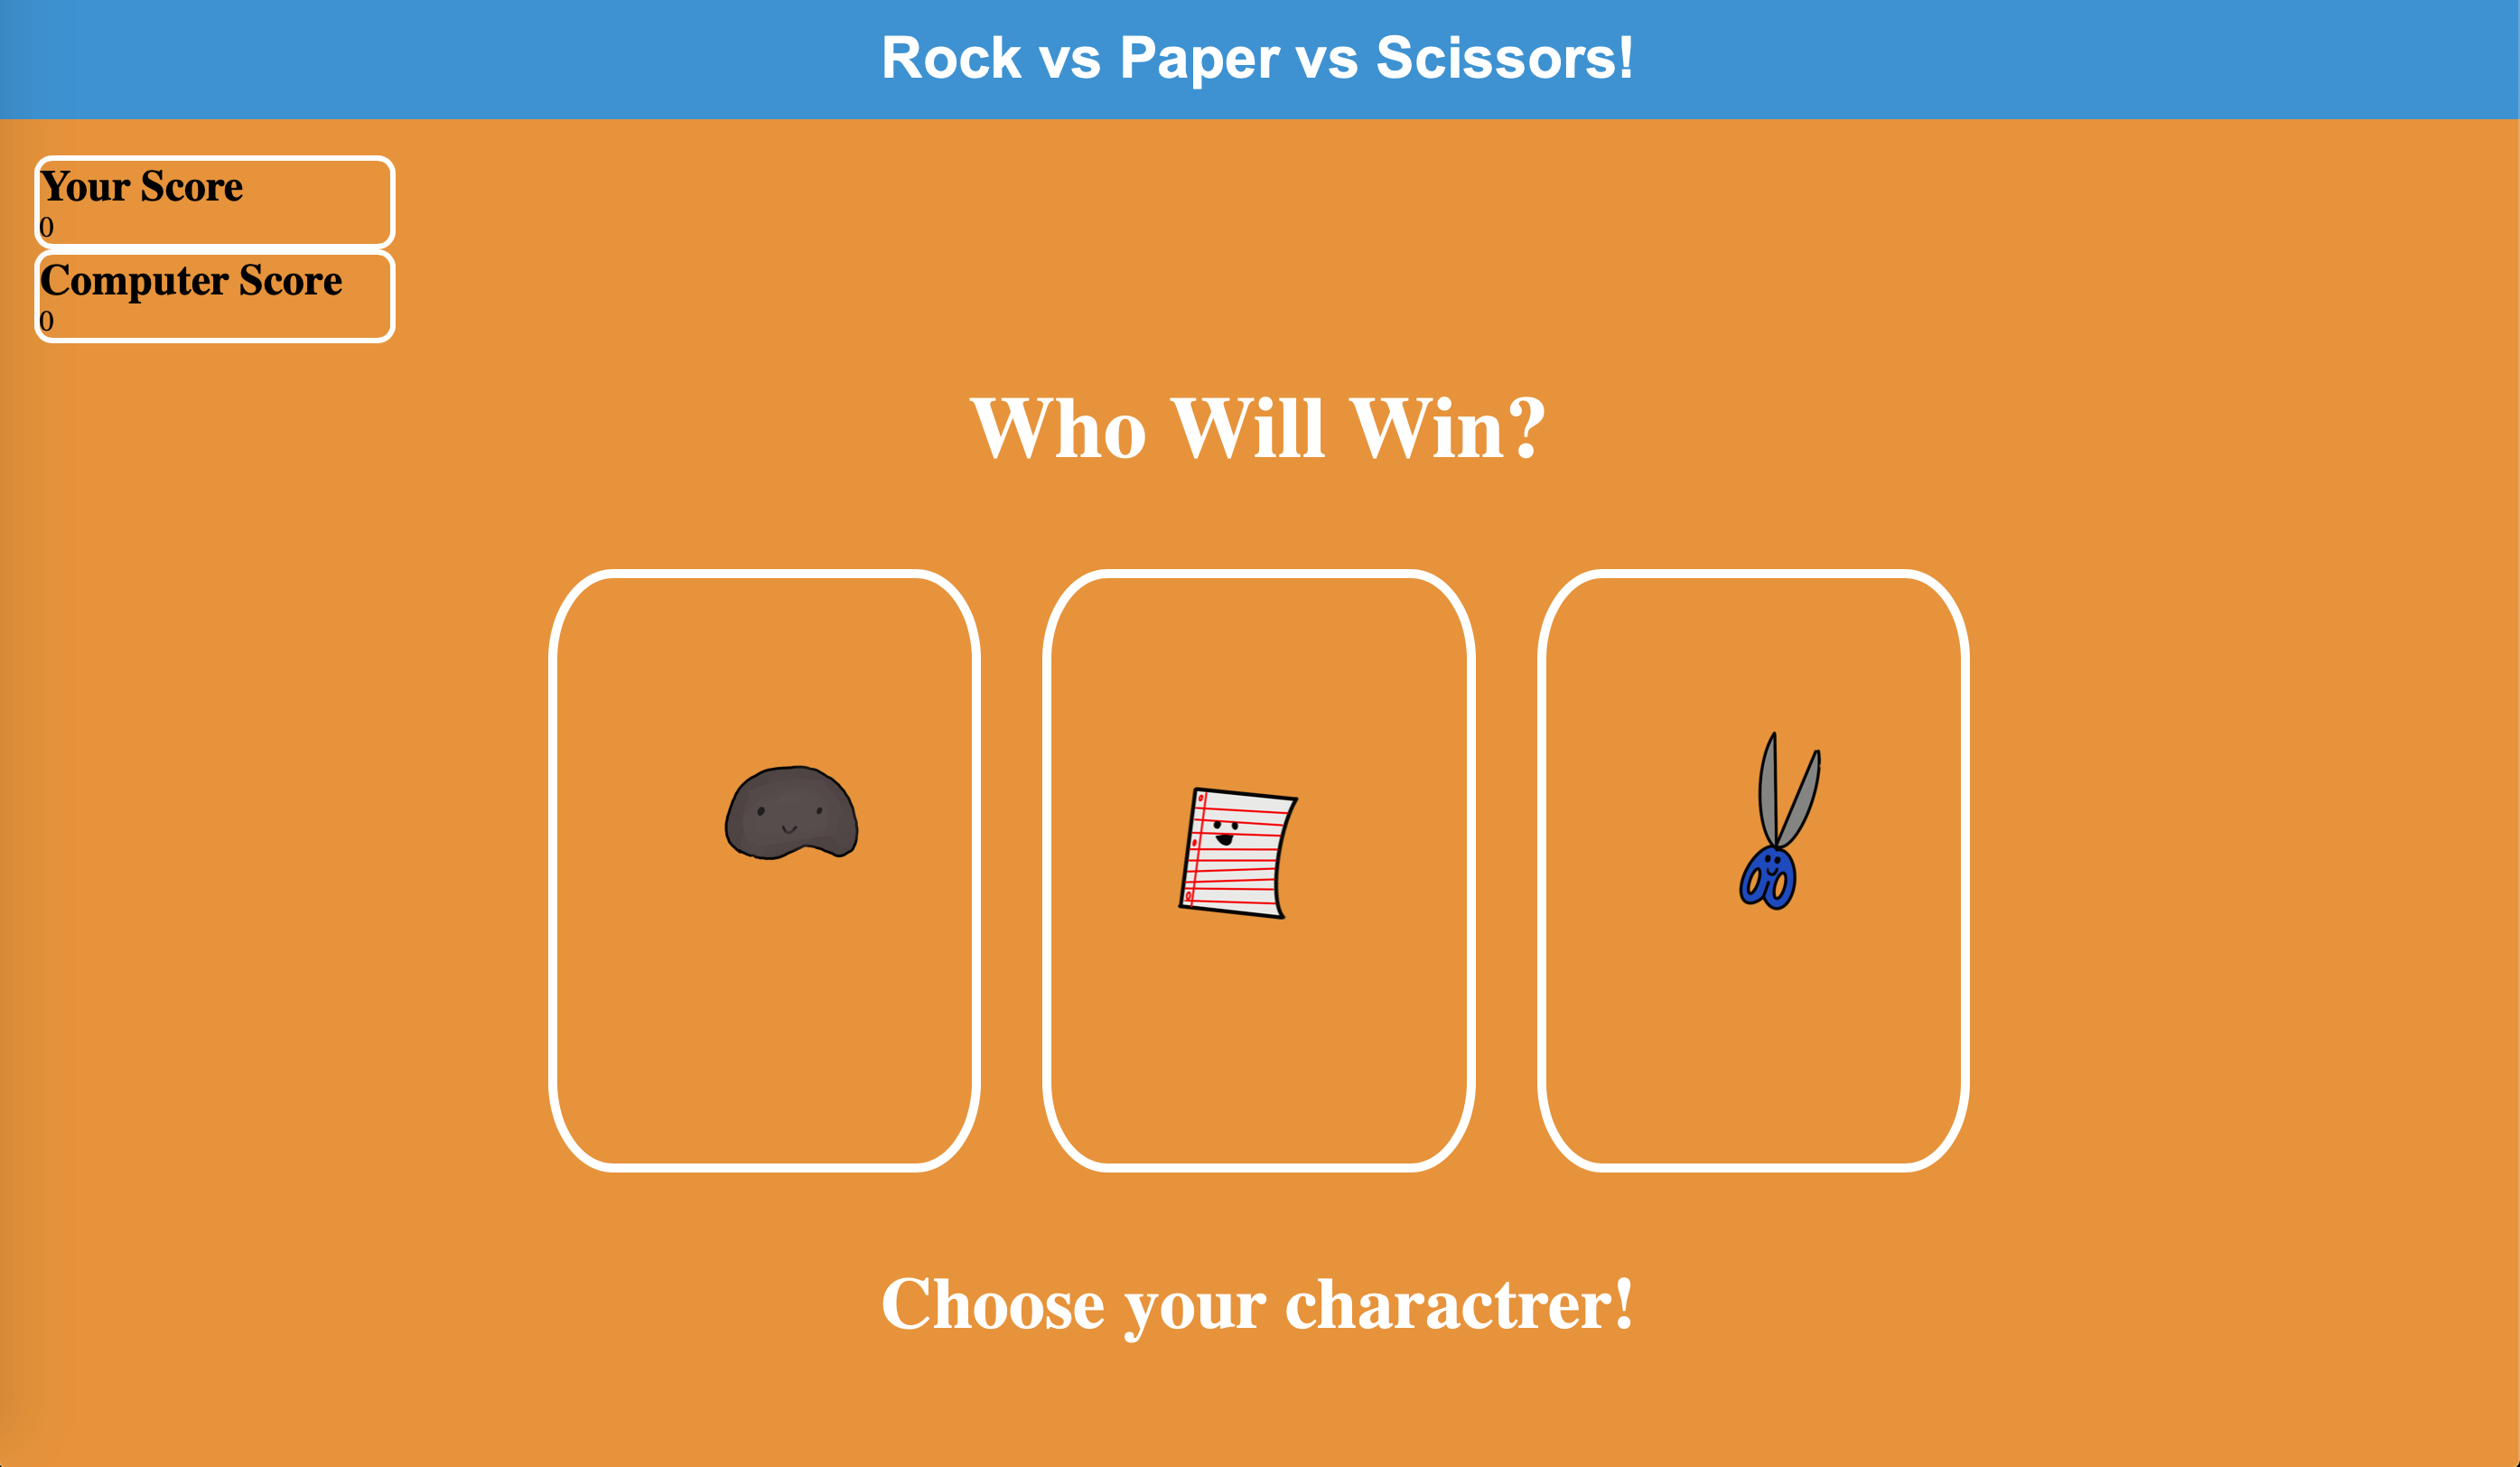 Rock vs Paper vs Scissors!
Your Score
0
Computer Score
0
Who Will Win?
Choose your charactrer!